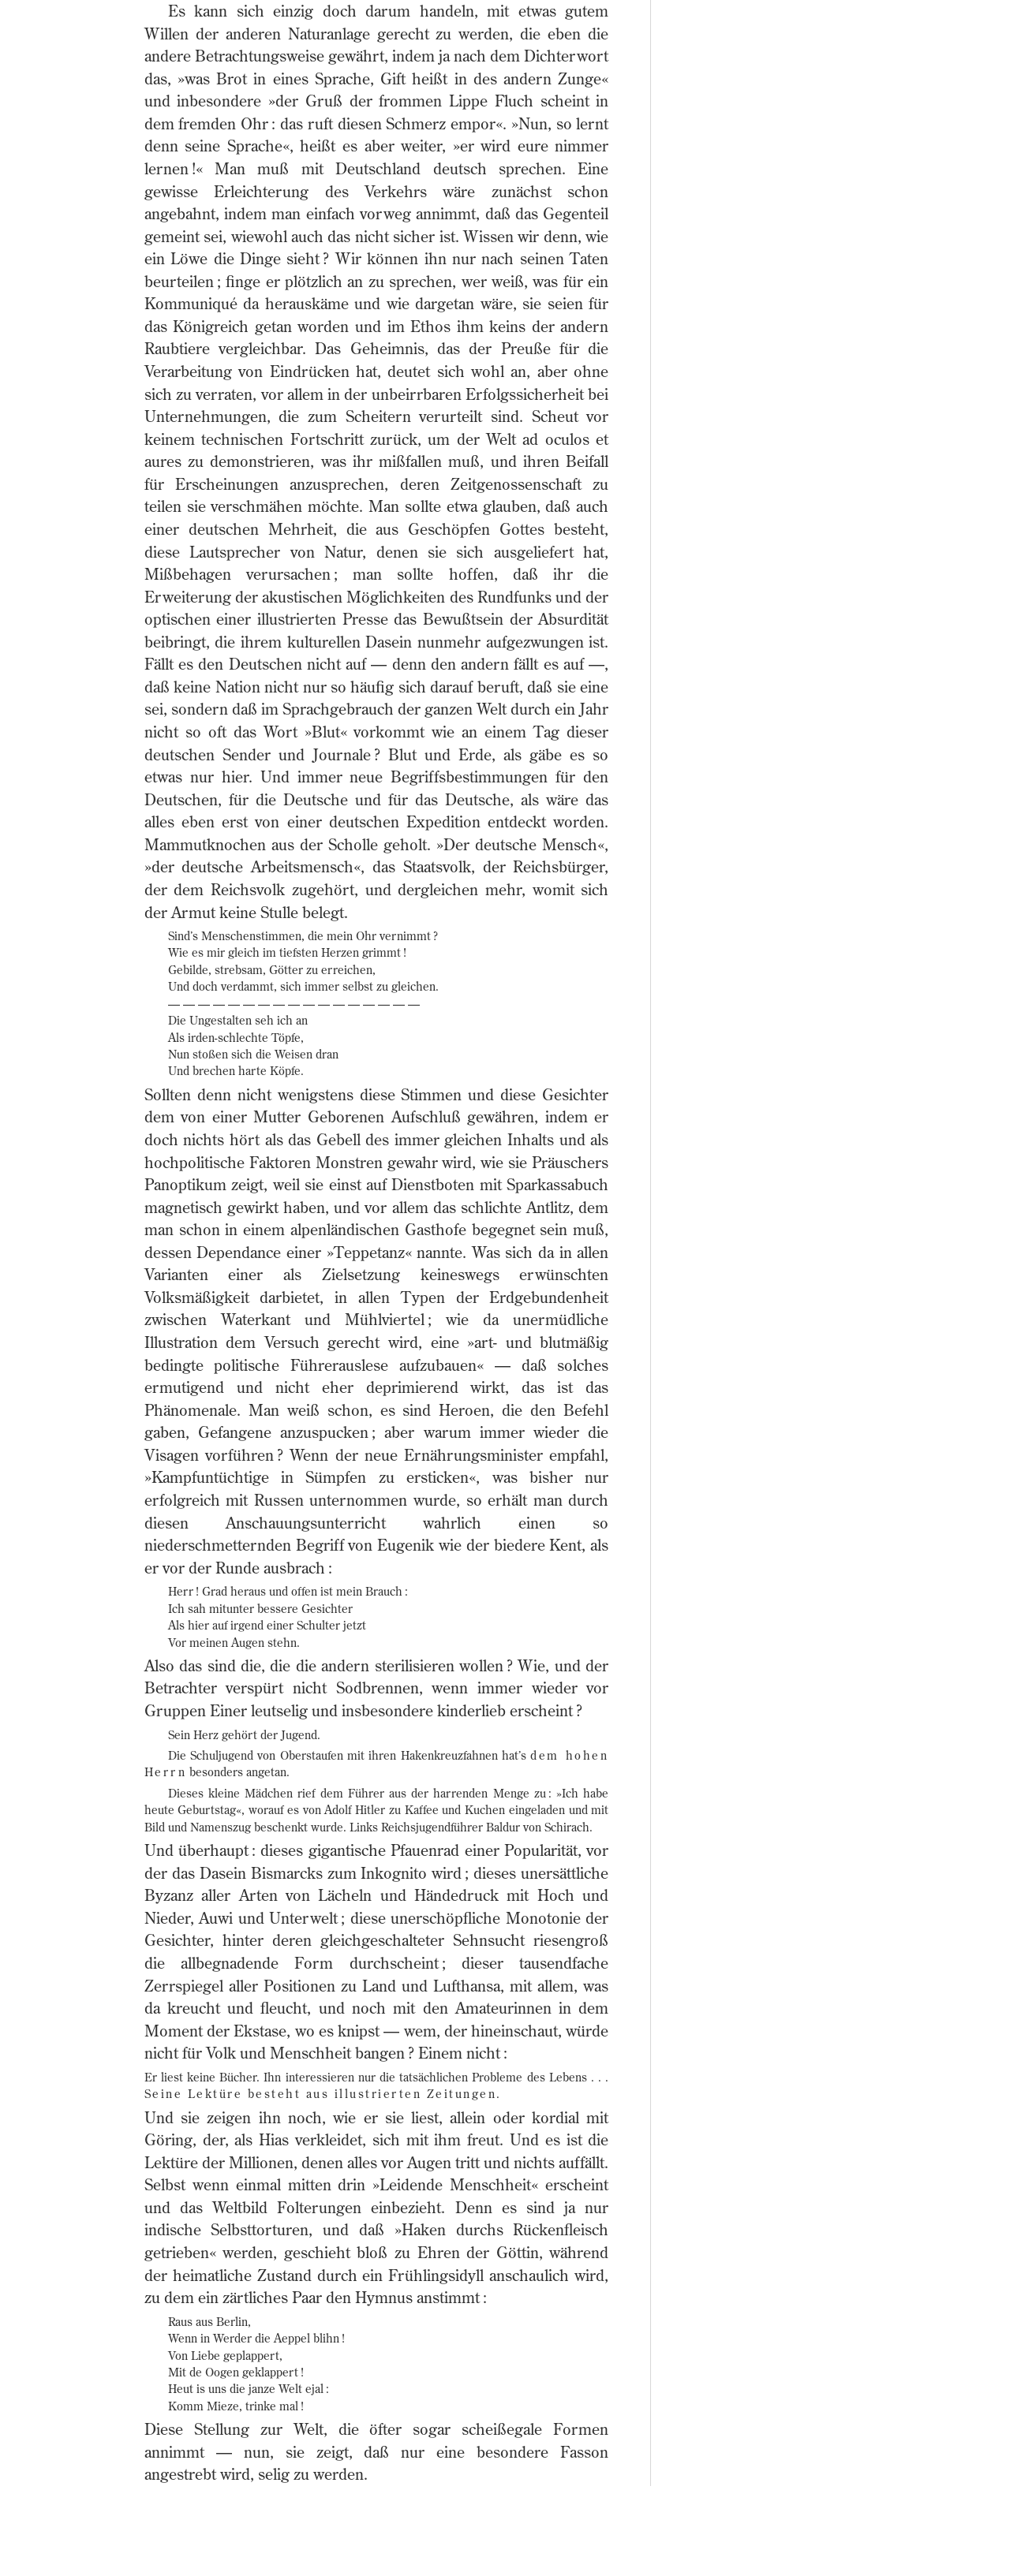 Es kann sich einzig doch darum handeln, mit etwas gutem
Willen der anderen Naturanlage gerecht zu werden, die eben die
andere Betrachtungsweise gewährt, indem ja nach dem Dichterwort
das, »was Brot in eines Sprache, Gift heißt in des andern Zunge«
und inbesondere »der Gruß der frommen Lippe Fluch scheint in
dem fremden Ohr : das ruft diesen Schmerz empor«. »Nun, so lernt
denn seine Sprache«, heißt es aber weiter, »er wird eure nimmer
lernen !« Man muß mit Deutschland deutsch sprechen. Eine
gewisse Erleichterung des Verkehrs wäre zunächst schon
angebahnt, indem man einfach vorweg annimmt, daß das Gegenteil
gemeint sei, wiewohl auch das nicht sicher ist. Wissen wir denn, wie
ein Löwe die Dinge sieht ? Wir können ihn nur nach seinen Taten
beurteilen ; finge er plötzlich an zu sprechen, wer weiß, was für ein
Kommuniqué da herauskäme und wie dargetan wäre, sie seien für
das Königreich getan worden und im Ethos ihm keins der andern
Raubtiere vergleichbar. Das Geheimnis, das der Preuße für die
Verarbeitung von Eindrücken hat, deutet sich wohl an, aber ohne
sich zu verraten, vor allem in der unbeirrbaren Erfolgssicherheit bei
Unternehmungen, die zum Scheitern verurteilt sind. Scheut vor
keinem technischen Fortschritt zurück, um der Welt ad oculos et
aures zu demonstrieren, was ihr mißfallen muß, und ihren Beifall
für Erscheinungen anzusprechen, deren Zeitgenossenschaft zu
teilen sie verschmähen möchte. Man sollte etwa glauben, daß auch
einer deutschen Mehrheit, die aus Geschöpfen Gottes besteht,
diese Lautsprecher von Natur, denen sie sich ausgeliefert hat,
Mißbehagen verursachen ; man sollte hoffen, daß ihr die
Erweiterung der akustischen Möglichkeiten des Rundfunks und der
optischen einer illustrierten Presse das Bewußtsein der Absurdität
beibringt, die ihrem kulturellen Dasein nunmehr aufgezwungen ist.
Fällt es den Deutschen nicht auf — denn den andern fällt es auf —,
daß keine Nation nicht nur so häufig sich darauf beruft, daß sie eine
sei, sondern daß im Sprachgebrauch der ganzen Welt durch ein Jahr
nicht so oft das Wort »Blut« vorkommt wie an einem Tag dieser
deutschen Sender und Journale ? Blut und Erde, als gäbe es so
etwas nur hier. Und immer neue Begriffsbestimmungen für den
Deutschen, für die Deutsche und für das Deutsche, als wäre das
alles eben erst von einer deutschen Expedition entdeckt worden.
Mammutknochen aus der Scholle geholt. »Der deutsche Mensch«,
»der deutsche Arbeitsmensch«, das Staatsvolk, der Reichsbürger,
der dem Reichsvolk zugehört, und dergleichen mehr, womit sich
der Armut keine Stulle belegt.
Sind's Menschenstimmen, die mein Ohr vernimmt ?
Wie es mir gleich im tiefsten Herzen grimmt !
Gebilde, strebsam, Götter zu erreichen,
Und doch verdammt, sich immer selbst zu gleichen.
— — — — — — — — — — — — — — — — —
Die Ungestalten seh ich an
Als irden-schlechte Töpfe,
Nun stoßen sich die Weisen dran
Und brechen harte Köpfe.
Sollten denn nicht wenigstens diese Stimmen und diese Gesichter
dem von einer Mutter Geborenen Aufschluß gewähren, indem er
doch nichts hört als das Gebell des immer gleichen Inhalts und als
hochpolitische Faktoren Monstren gewahr wird, wie sie Präuschers
Panoptikum zeigt, weil sie einst auf Dienstboten mit Sparkassabuch
magnetisch gewirkt haben, und vor allem das schlichte Antlitz, dem
man schon in einem alpenländischen Gasthofe begegnet sein muß,
dessen Dependance einer »Teppetanz« nannte. Was sich da in allen
Varianten einer als Zielsetzung keineswegs erwünschten
Volksmäßigkeit darbietet, in allen Typen der Erdgebundenheit
zwischen Waterkant und Mühlviertel ; wie da unermüdliche
Illustration dem Versuch gerecht wird, eine »art- und blutmäßig
bedingte politische Führerauslese aufzubauen« — daß solches
ermutigend und nicht eher deprimierend wirkt, das ist das
Phänomenale. Man weiß schon, es sind Heroen, die den Befehl
gaben, Gefangene anzuspucken ; aber warum immer wieder die
Visagen vorführen ? Wenn der neue Ernährungsminister empfahl,
»Kampfuntüchtige in Sümpfen zu ersticken«, was bisher nur
erfolgreich mit Russen unternommen wurde, so erhält man durch
diesen Anschauungsunterricht wahrlich einen so
niederschmetternden Begriff von Eugenik wie der biedere Kent, als
er vor der Runde ausbrach :
Herr ! Grad heraus und offen ist mein Brauch :
Ich sah mitunter bessere Gesichter
Als hier auf irgend einer Schulter jetzt
Vor meinen Augen stehn.
Also das sind die, die die andern sterilisieren wollen ? Wie, und der
Betrachter verspürt nicht Sodbrennen, wenn immer wieder vor
Gruppen Einer leutselig und insbesondere kinderlieb erscheint ?
Sein Herz gehört der Jugend.
Die Schuljugend von Oberstaufen mit ihren Hakenkreuzfahnen hat's dem hohen
Herrn besonders angetan.
Dieses kleine Mädchen rief dem Führer aus der harrenden Menge zu : »Ich habe
heute Geburtstag«, worauf es von Adolf Hitler zu Kaffee und Kuchen eingeladen und mit
Bild und Namenszug beschenkt wurde. Links Reichsjugendführer Baldur von Schirach.
Und überhaupt : dieses gigantische Pfauenrad einer Popularität, vor
der das Dasein Bismarcks zum Inkognito wird ; dieses unersättliche
Byzanz aller Arten von Lächeln und Händedruck mit Hoch und
Nieder, Auwi und Unterwelt ; diese unerschöpfliche Monotonie der
Gesichter, hinter deren gleichgeschalteter Sehnsucht riesengroß
die allbegnadende Form durchscheint ; dieser tausendfache
Zerrspiegel aller Positionen zu Land und Lufthansa, mit allem, was
da kreucht und fleucht, und noch mit den Amateurinnen in dem
Moment der Ekstase, wo es knipst — wem, der hineinschaut, würde
nicht für Volk und Menschheit bangen ? Einem nicht :
Er liest keine Bücher. Ihn interessieren nur die tatsächlichen Probleme des Lebens . . .
Seine Lektüre besteht aus illustrierten Zeitungen.
Und sie zeigen ihn noch, wie er sie liest, allein oder kordial mit
Göring, der, als Hias verkleidet, sich mit ihm freut. Und es ist die
Lektüre der Millionen, denen alles vor Augen tritt und nichts auffällt.
Selbst wenn einmal mitten drin »Leidende Menschheit« erscheint
und das Weltbild Folterungen einbezieht. Denn es sind ja nur
indische Selbsttorturen, und daß »Haken durchs Rückenfleisch
getrieben« werden, geschieht bloß zu Ehren der Göttin, während
der heimatliche Zustand durch ein Frühlingsidyll anschaulich wird,
zu dem ein zärtliches Paar den Hymnus anstimmt :
Raus aus Berlin,
Wenn in Werder die Aeppel blihn !
Von Liebe geplappert,
Mit de Oogen geklappert !
Heut is uns die janze Welt ejal :
Komm Mieze, trinke mal !
Diese Stellung zur Welt, die öfter sogar scheißegale Formen
annimmt — nun, sie zeigt, daß nur eine besondere Fasson
angestrebt wird, selig zu werden.